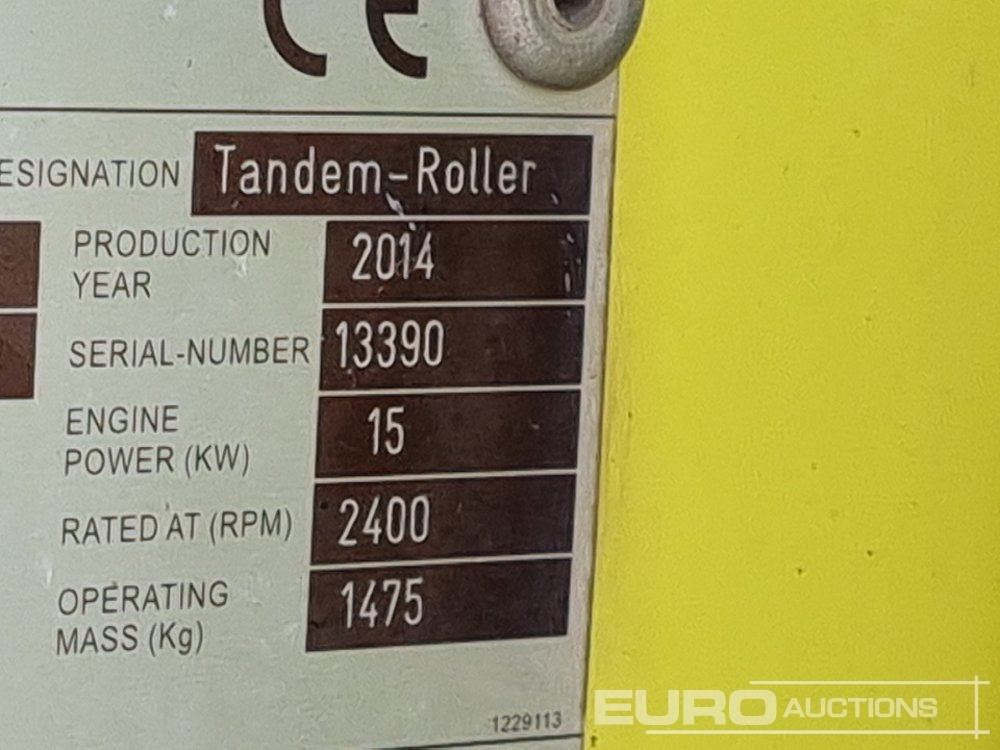 CE
ESIGNATION Tandem-Roller
PRODUCTION YEAR 2014
SERIAL-NUMBER 13390
ENGINE POWER (KW) 15
RATED AT (RPM) 2400
OPERATING MASS (Kg) 1475
1229113
EURO AUCTIONS